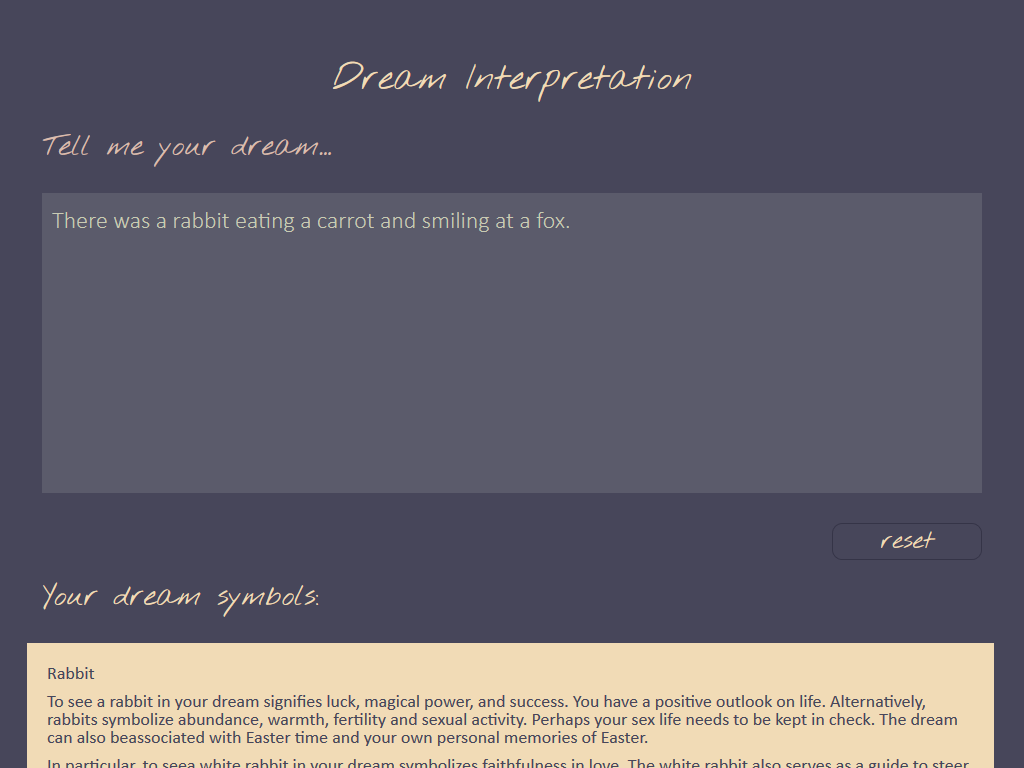 Dream Interpretation
Tell me your dream...
There was a rabbit eating a carrot and smiling at a fox.
reset
Your dream symbols:
Rabbit
To see a rabbit in your dream signifies luck, magical power, and success. You have a positive outlook on life. Alternatively,
rabbits symbolize abundance, warmth, fertility and sexual activity. Perhaps your sex life needs to be kept in check. The dream
can also beassociated with Easter time and your own personal memories of Easter.
In particular, to seea white rabbit in your dream symbolizes faithfulness in love. The white rabbit also serves as a guide to steer